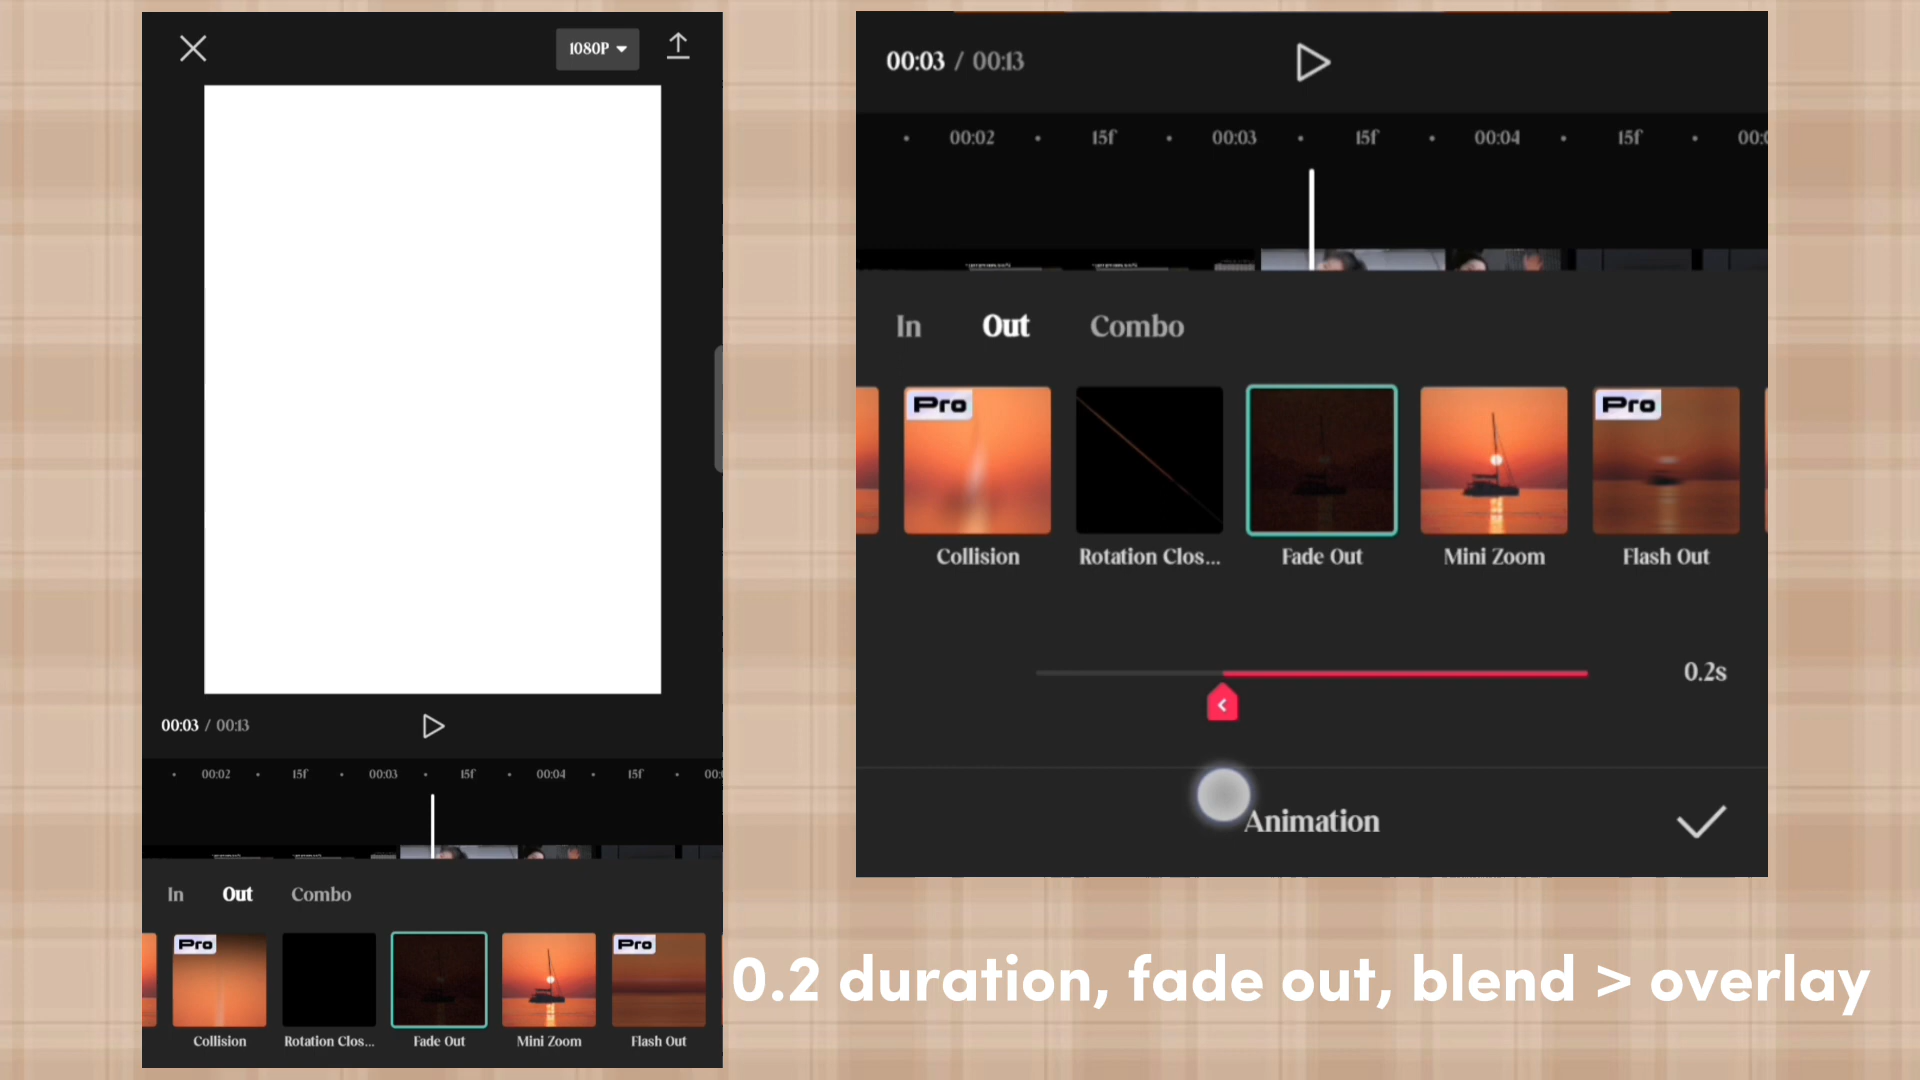 1080P
00:03 / 00:13
00:02 15f 00:03 15f 00:04 15f
In Out Combo
Pro Pro
Collision Rotation Clos... Fade Out Mini Zoom Flash Out
00:03 / 00:13
00:02 15f 00:03 15f 00:04 15f
In Out Combo
Pro Pro
Collision Rotation Clos... Fade Out Mini Zoom Flash Out
0.2s
Animation
0.2 duration, fade out, blend > overlay